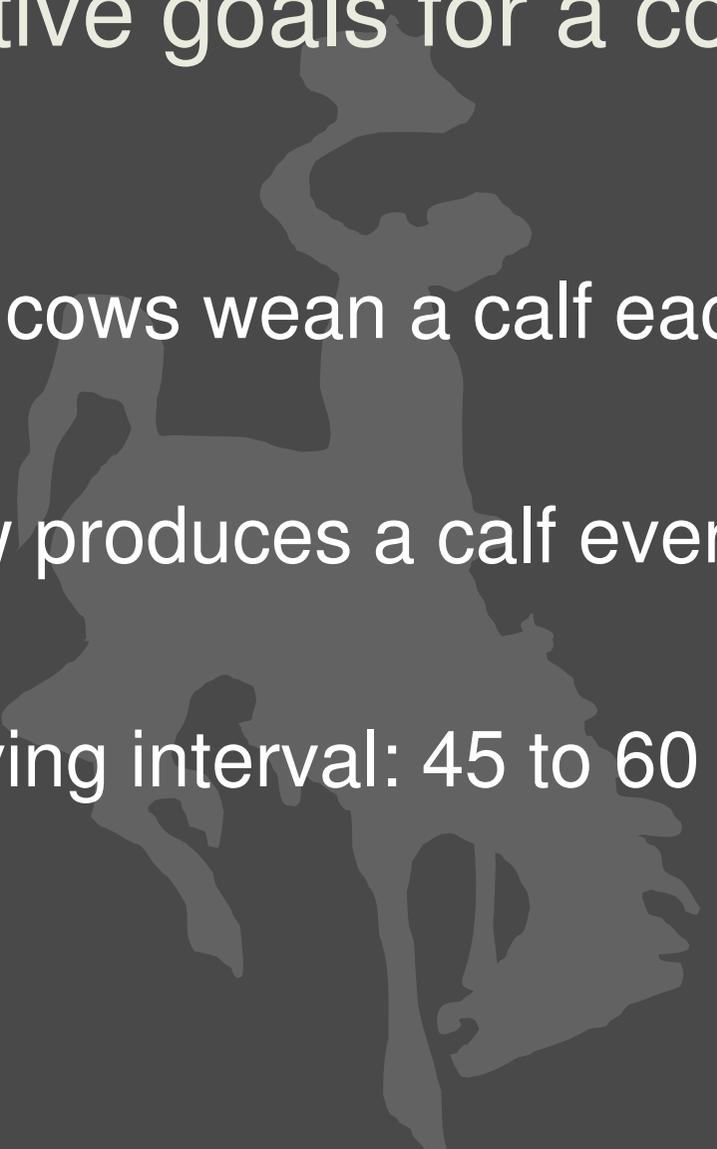 tive goals for a co
cows wean a calf eac
produces a calf ever
ving interval: 45 to 60